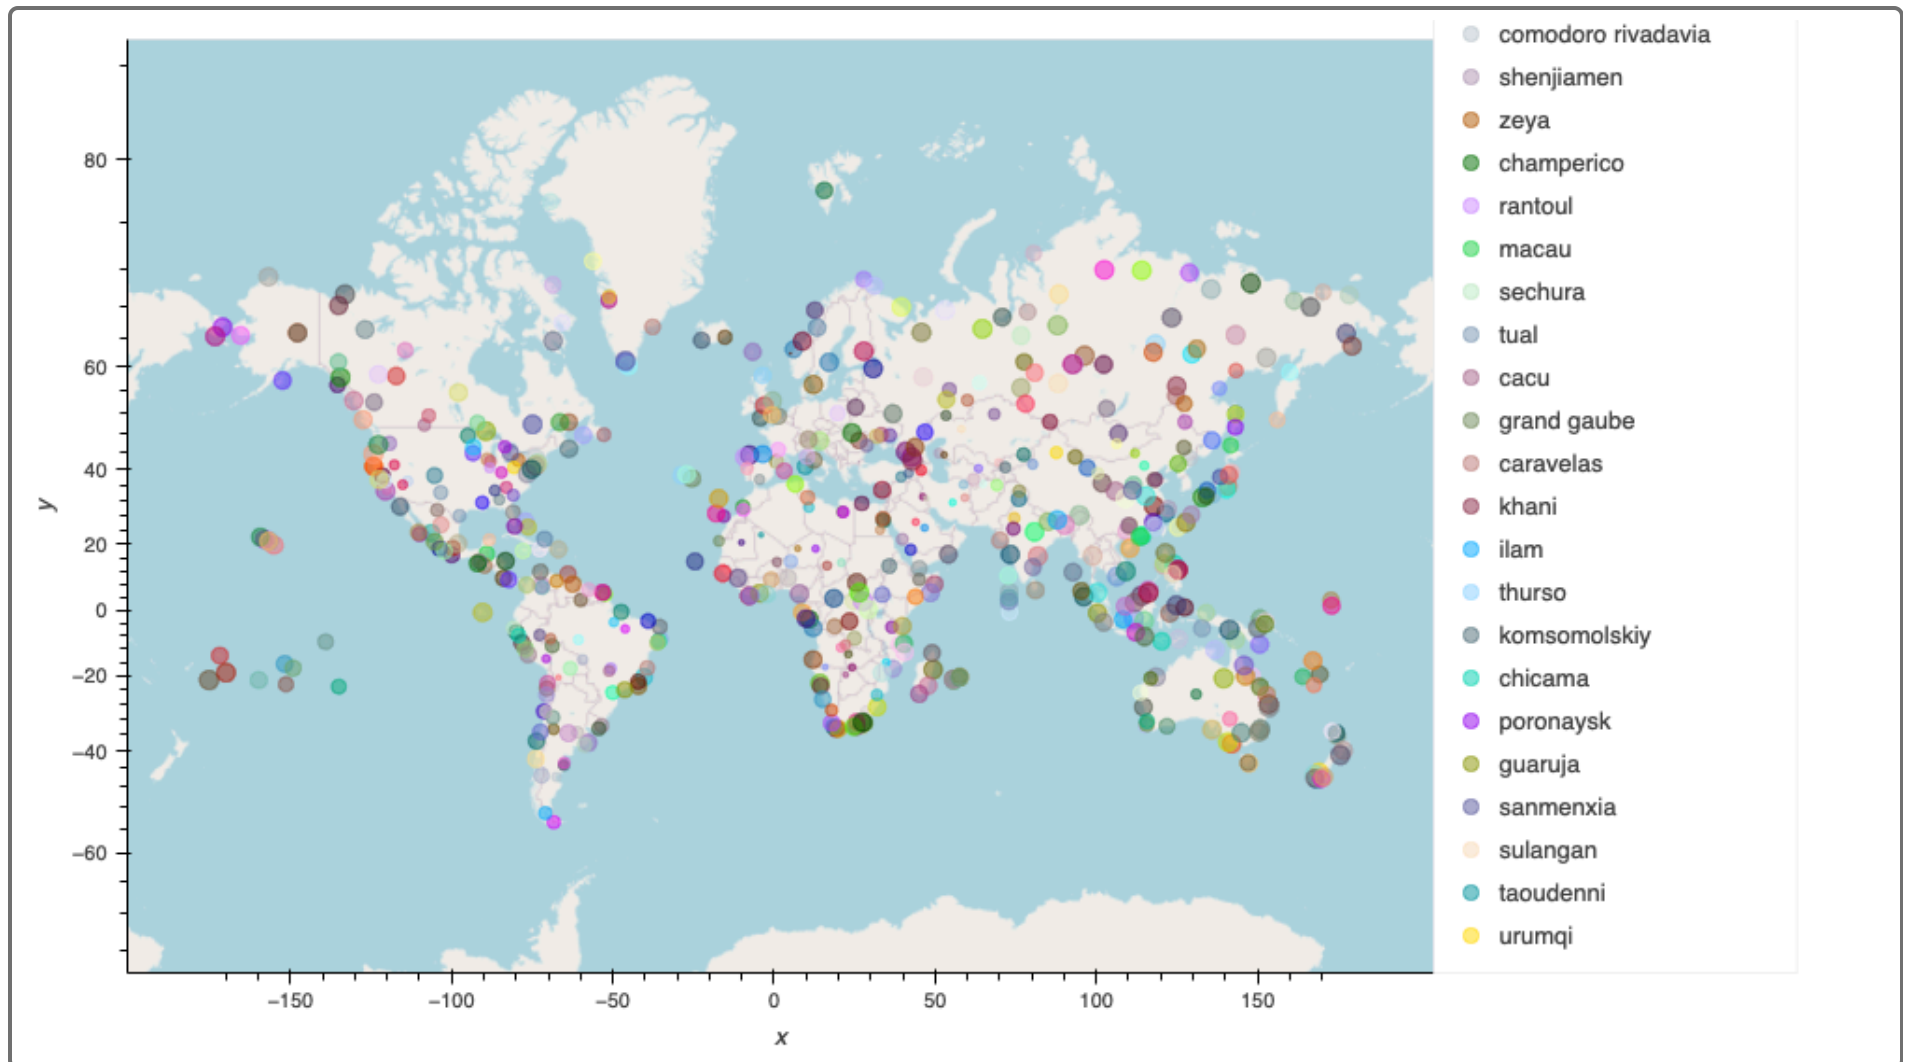 comodoro rivadavia
shenjiamen
zeya
champerico
rantoul
macau
sechura
tual
cacu
grand gaube
caravelas
khani
ilam
thurso
komsomolskiy
chicama
poronaysk
guaruja
sanmenxia
sulangan
taoudenni
urumqi
80
60
40
20
0
−20
−40
−60
y
−150 −100 −50 0 50 100 150
x